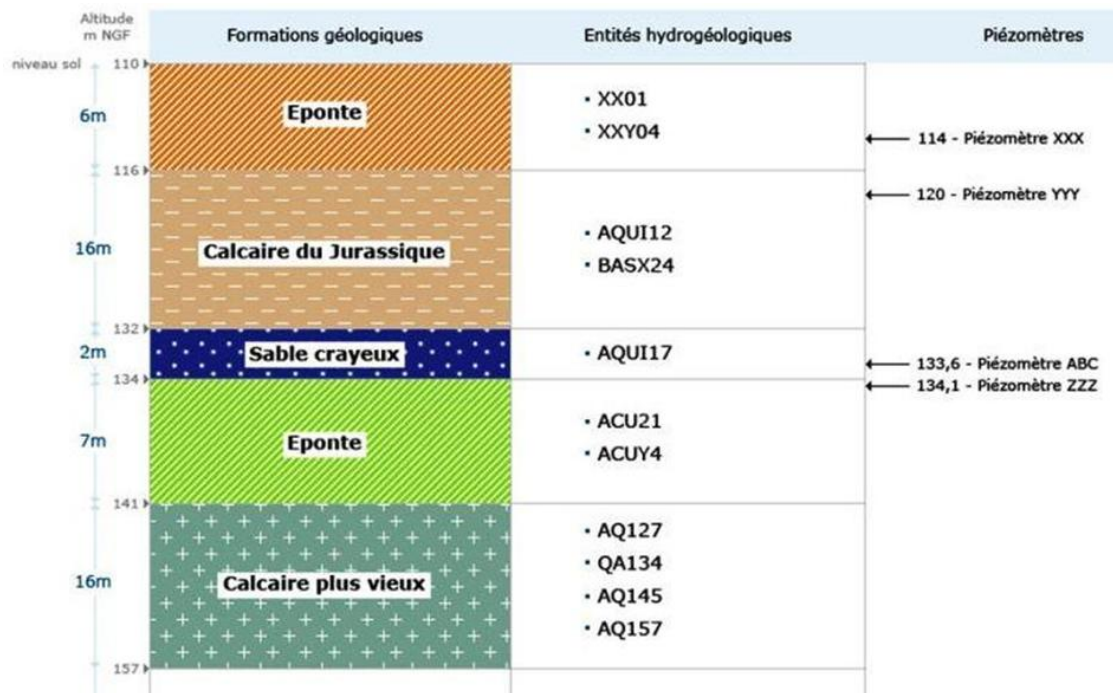 Altitude
m NGF
Formations géologiques
Entités hydrogéologiques
Piézomètres
niveau sol
110
6m
Eponte
• XX01
• XXY04
114 - Piézomètre XXX
116
120 - Piézomètre YYY
16m
Calcaire du Jurassique
• AQUI12
• BASX24
132
2m
Sable crayeux
• AQUI17
133,6 - Piézomètre ABC
134
134,1 - Piézomètre ZZZ
7m
Eponte
• ACU21
• ACUY4
141
16m
Calcaire plus vieux
• AQ127
• QA134
• AQ145
• AQ157
157